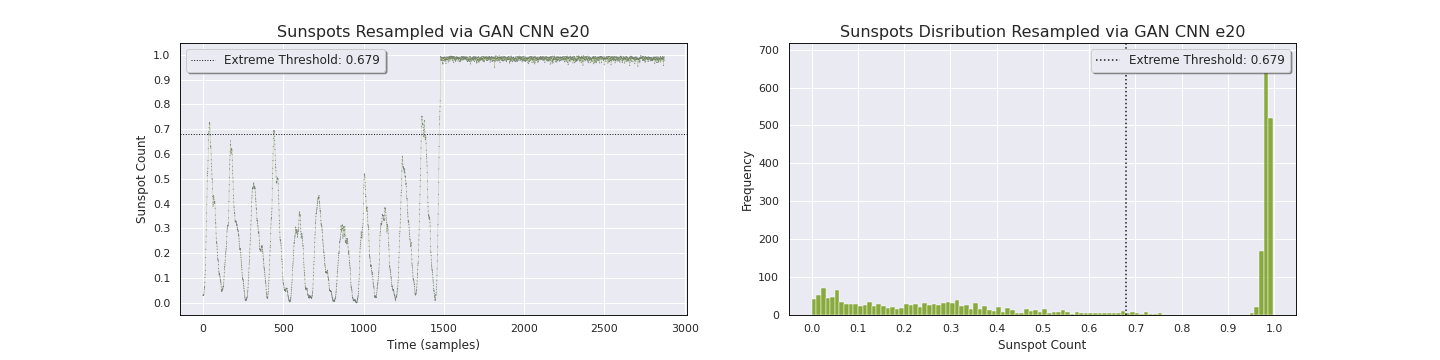 Sunspots Resampled via GAN CNN e20
Extreme Threshold: 0.679
Sunspot Count
1.0
0.9
0.8
0.7
0.6
0.5
0.4
0.3
0.2
0.1
0.0
0 500 1000 1500 2000 2500 3000
Time (samples)
Sunspots Disribution Resampled via GAN CNN e20
Extreme Threshold: 0.679
Frequency
700
600
500
400
300
200
100
0
0.0 0.1 0.2 0.3 0.4 0.5 0.6 0.7 0.8 0.9 1.0
Sunspot Count